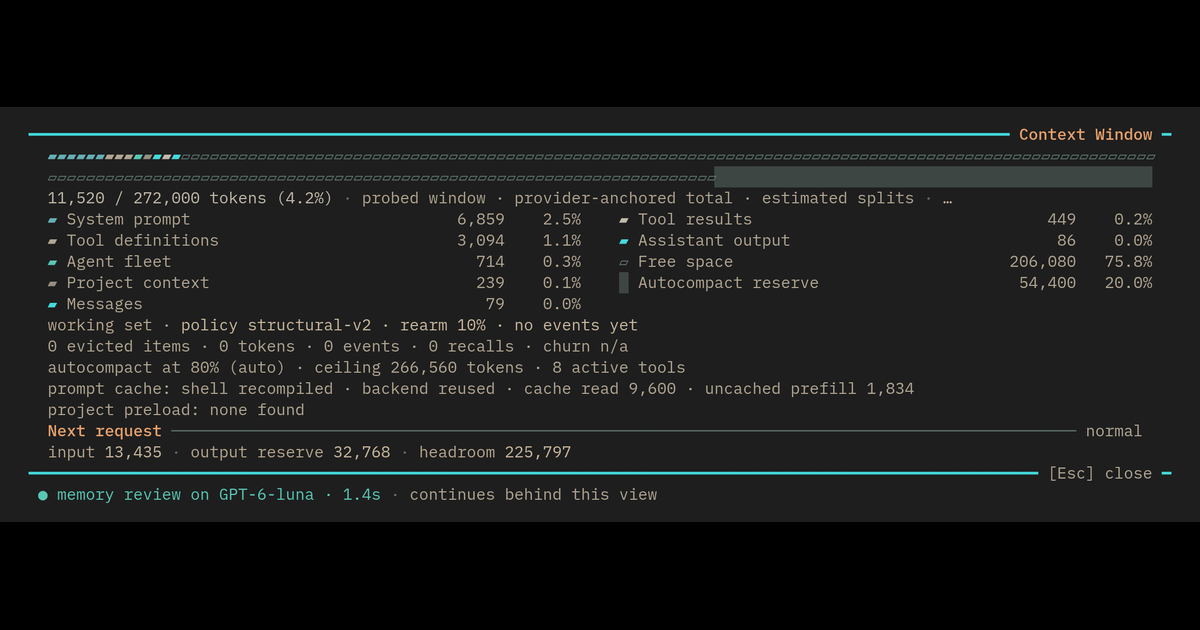 Context Window
11,520 / 272,000 tokens (4.2%) · probed window · provider-anchored total · estimated splits · …
System prompt 6,859 2.5% Tool results 449 0.2%
Tool definitions 3,094 1.1% Assistant output 86 0.0%
Agent fleet 714 0.3% Free space 206,080 75.8%
Project context 239 0.1% Autocompact reserve 54,400 20.0%
Messages 79 0.0%
working set · policy structural-v2 · rearm 10% · no events yet
0 evicted items · 0 tokens · 0 events · 0 recalls · churn n/a
autocompact at 80% (auto) · ceiling 266,560 tokens · 8 active tools
prompt cache: shell recompiled · backend reused · cache read 9,600 · uncached prefill 1,834
project preload: none found
Next request normal
input 13,435 · output reserve 32,768 · headroom 225,797
[Esc] close
● memory review on GPT-6-luna · 1.4s · continues behind this view